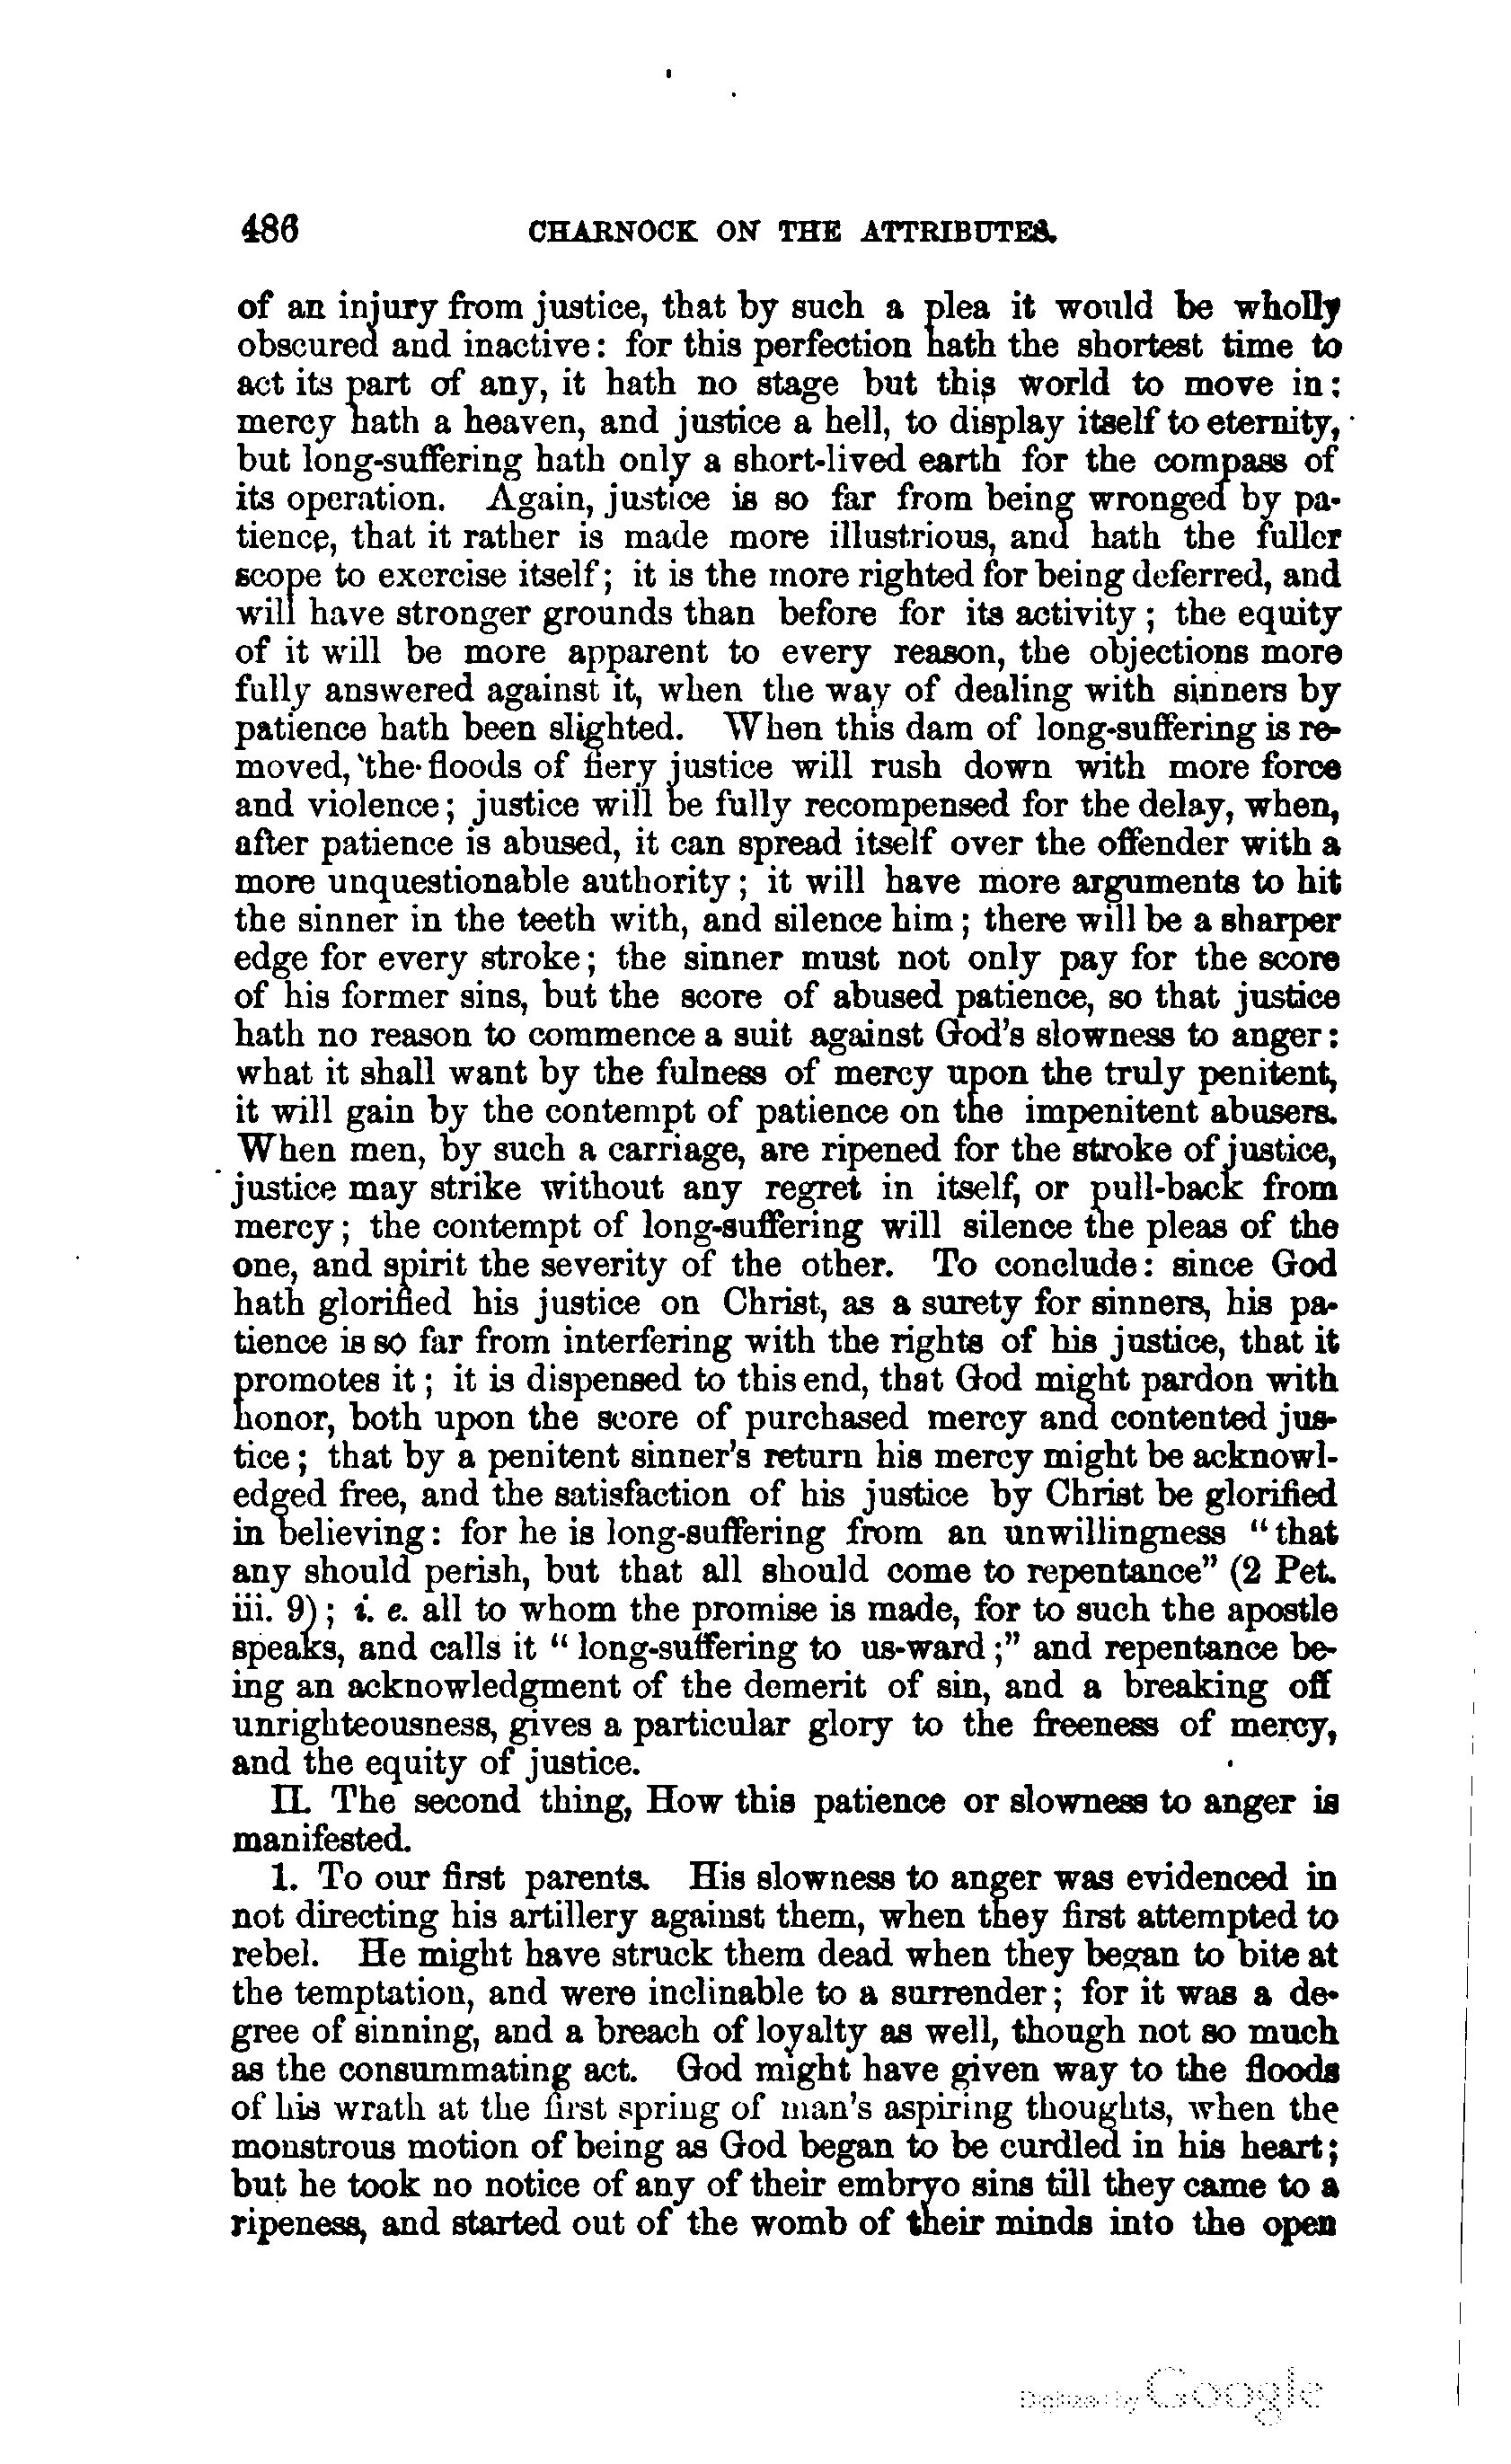 486 CHARNOCK ON THE ATTRIBUTES.
of an injury from justice, that by such a plea it would be wholly
obscured and inactive: for this perfection hath the shortest time to
act its part of any, it hath no stage but this world to move in:
mercy hath a heaven, and justice a hell, to display itself to eternity,
but long-suffering hath only a short-lived earth for the compass of
its operation. Again, justice is so far from being wronged by pa-
tience, that it rather is made more illustrious, and hath the fuller
scope to exercise itself; it is the more righted for being deferred, and
will have stronger grounds than before for its activity; the equity
of it will be more apparent to every reason, the objections more
fully answered against it, when the way of dealing with sinners by
patience hath been slighted. When this dam of long-suffering is re-
moved, the floods of fiery justice will rush down with more force
and violence; justice will be fully recompensed for the delay, when,
after patience is abused, it can spread itself over the offender with a
more unquestionable authority; it will have more arguments to hit
the sinner in the teeth with, and silence him; there will be a sharper
edge for every stroke; the sinner must not only pay for the score
of his former sins, but the score of abused patience, so that justice
hath no reason to commence a suit against God's slowness to anger:
what it shall want by the fulness of mercy upon the truly penitent,
it will gain by the contempt of patience on the impenitent abusers.
When men, by such a carriage, are ripened for the stroke of justice,
justice may strike without any regret in itself, or pull-back from
mercy; the contempt of long-suffering will silence the pleas of the
one, and spirit the severity of the other. To conclude: since God
hath glorified his justice on Christ, as a surety for sinners, his pa-
tience is so far from interfering with the rights of his justice, that it
promotes it; it is dispensed to this end, that God might pardon with
honor, both upon the score of purchased mercy and contented jus-
tice; that by a penitent sinner's return his mercy might be acknowl-
edged free, and the satisfaction of his justice by Christ be glorified
in believing: for he is long-suffering from an unwillingness "that
any should perish, but that all should come to repentance" (2 Pet.
iii. 9); i. e. all to whom the promise is made, for to such the apostle
speaks, and calls it "long-suffering to us-ward;" and repentance be-
ing an acknowledgment of the demerit of sin, and a breaking off
unrighteousness, gives a particular glory to the freeness of mercy,
and the equity of justice.
II. The second thing, How this patience or slowness to anger is
manifested.
1. To our first parents. His slowness to anger was evidenced in
not directing his artillery against them, when they first attempted to
rebel. He might have struck them dead when they began to bite at
the temptation, and were inclinable to a surrender; for it was a de-
gree of sinning, and a breach of loyalty as well, though not so much
as the consummating act. God might have given way to the floods
of his wrath at the first spring of man's aspiring thoughts, when the
monstrous motion of being as God began to be curdled in his heart;
but he took no notice of any of their embryo sins till they came to a
ripeness, and started out of the womb of their minds into the open
Digitized by Google